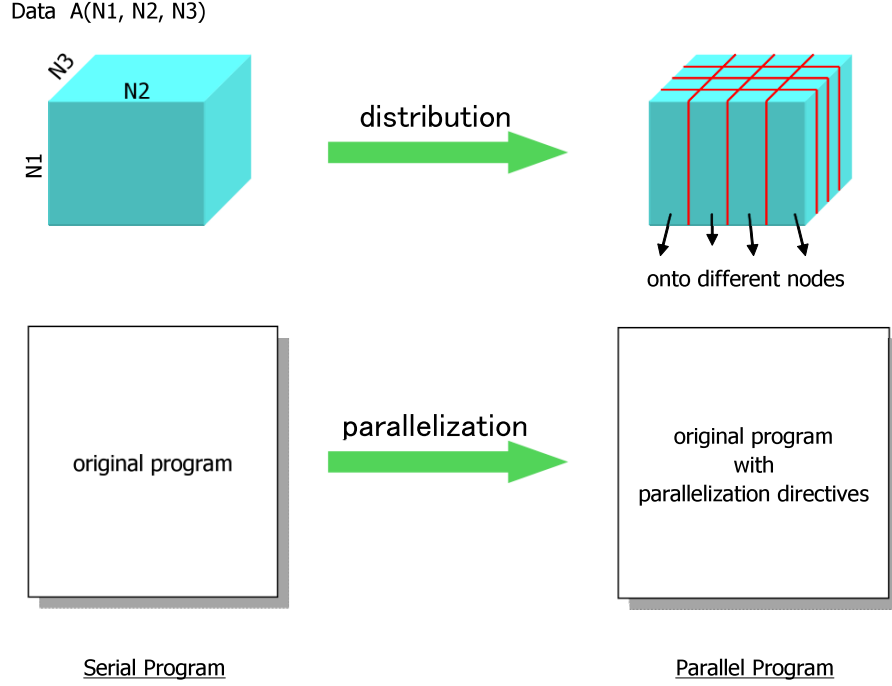 Data A(N1, N2, N3)
N3
N2
N1
distribution
onto different nodes
original program
parallelization
original program
with
parallelization directives
Serial Program
Parallel Program